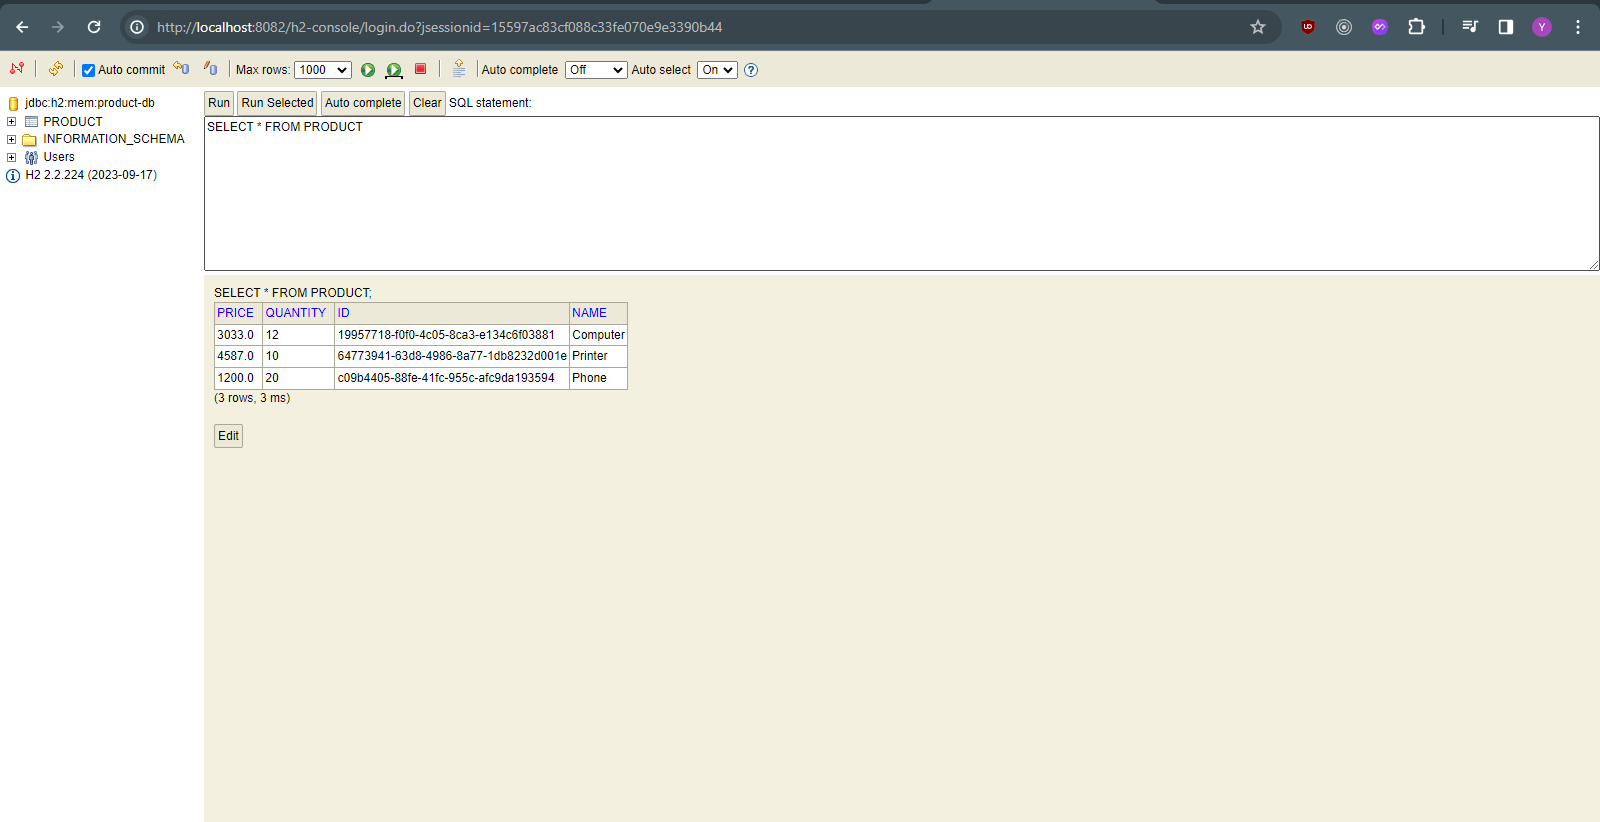 http://localhost:8082/h2-console/login.do?jsessionid=15597ac83cf088c33fe070e9e3390b44
UD
Y
Auto commit Max rows: 1000 Auto complete Off Auto select On ?
jdbc:h2:mem:product-db
PRODUCT
INFORMATION_SCHEMA
Users
H2 2.2.224 (2023-09-17)
Run Run Selected Auto complete Clear SQL statement:
SELECT * FROM PRODUCT
SELECT * FROM PRODUCT;
PRICE QUANTITY ID NAME
3033.0 12 19957718-f0f0-4c05-8ca3-e134c6f03881 Computer
4587.0 10 64773941-63d8-4986-8a77-1db8232d001e Printer
1200.0 20 c09b4405-88fe-41fc-955c-afc9da193594 Phone
(3 rows, 3 ms)
Edit